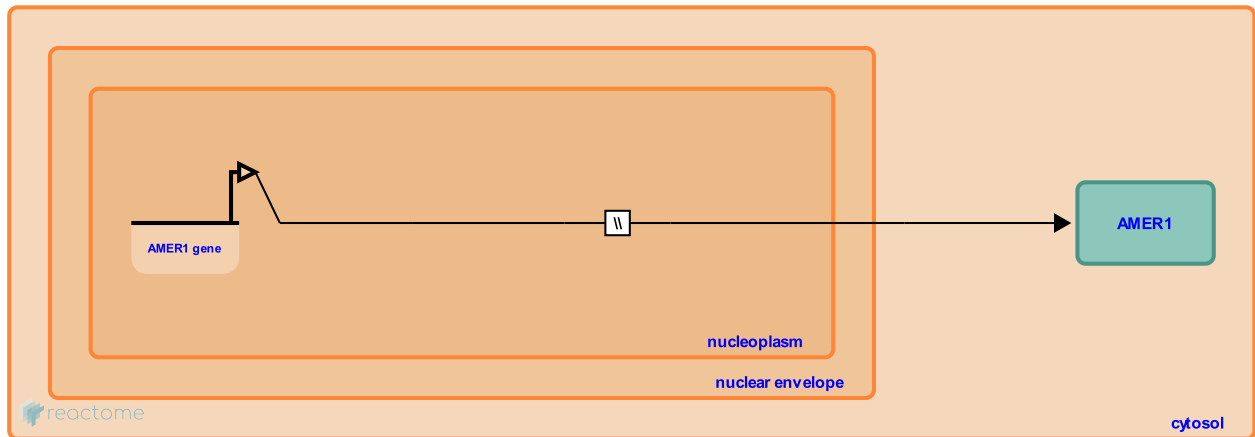 AMER1 gene
\\
AMER1
nucleoplasm
nuclear envelope
reactome
cytosol